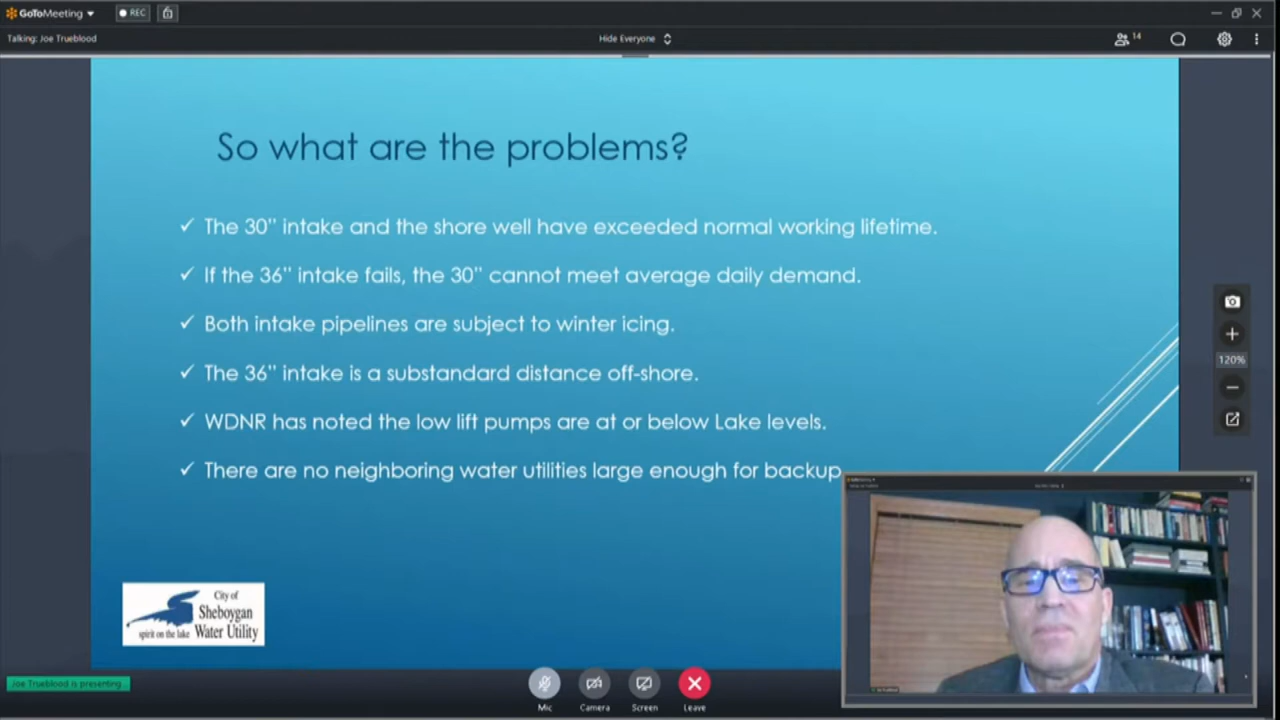 GoToMeeting
REC
Talking: Joe Trueblood
Hide Everyone
14
So what are the problems?
✓ The 30" intake and the shore well have exceeded normal working lifetime.
✓ If the 36" intake fails, the 30" cannot meet average daily demand.
✓ Both intake pipelines are subject to winter icing.
✓ The 36" intake is a substandard distance off-shore.
✓ WDNR has noted the low lift pumps are at or below Lake levels.
✓ There are no neighboring water utilities large enough for backup
120%
City of
Sheboygan
spirit on the lake Water Utility
Joe Trueblood is presenting...
Mic
Camera
Screen
Leave
GoToMeeting